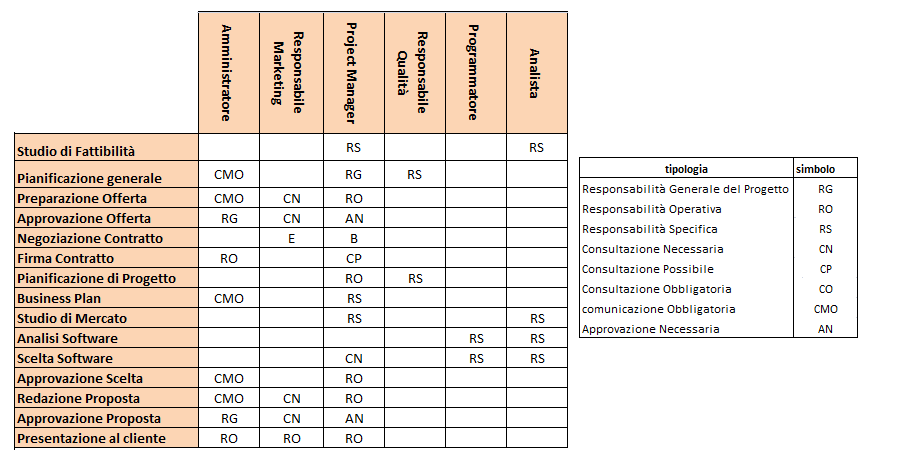 Amministratore Responsabile Marketing Project Manager Responsabile Qualità Programmatore Analista
Studio di Fattibilità RS RS
Pianificazione generale CMO RG RS
Preparazione Offerta CMO CN RO
Approvazione Offerta RG CN AN
Negoziazione Contratto E B
Firma Contratto RO CP
Pianificazione di Progetto RO RS
Business Plan CMO RS
Studio di Mercato RS RS
Analisi Software RS RS
Scelta Software CN RS RS
Approvazione Scelta CMO RO
Redazione Proposta CMO CN RO
Approvazione Proposta RG CN AN
Presentazione al cliente RO RO RO
tipologia simbolo
Responsabilità Generale del Progetto RG
Responsabilità Operativa RO
Responsabilità Specifica RS
Consultazione Necessaria CN
Consultazione Possibile CP
Consultazione Obbligatoria CO
comunicazione Obbligatoria CMO
Approvazione Necessaria AN